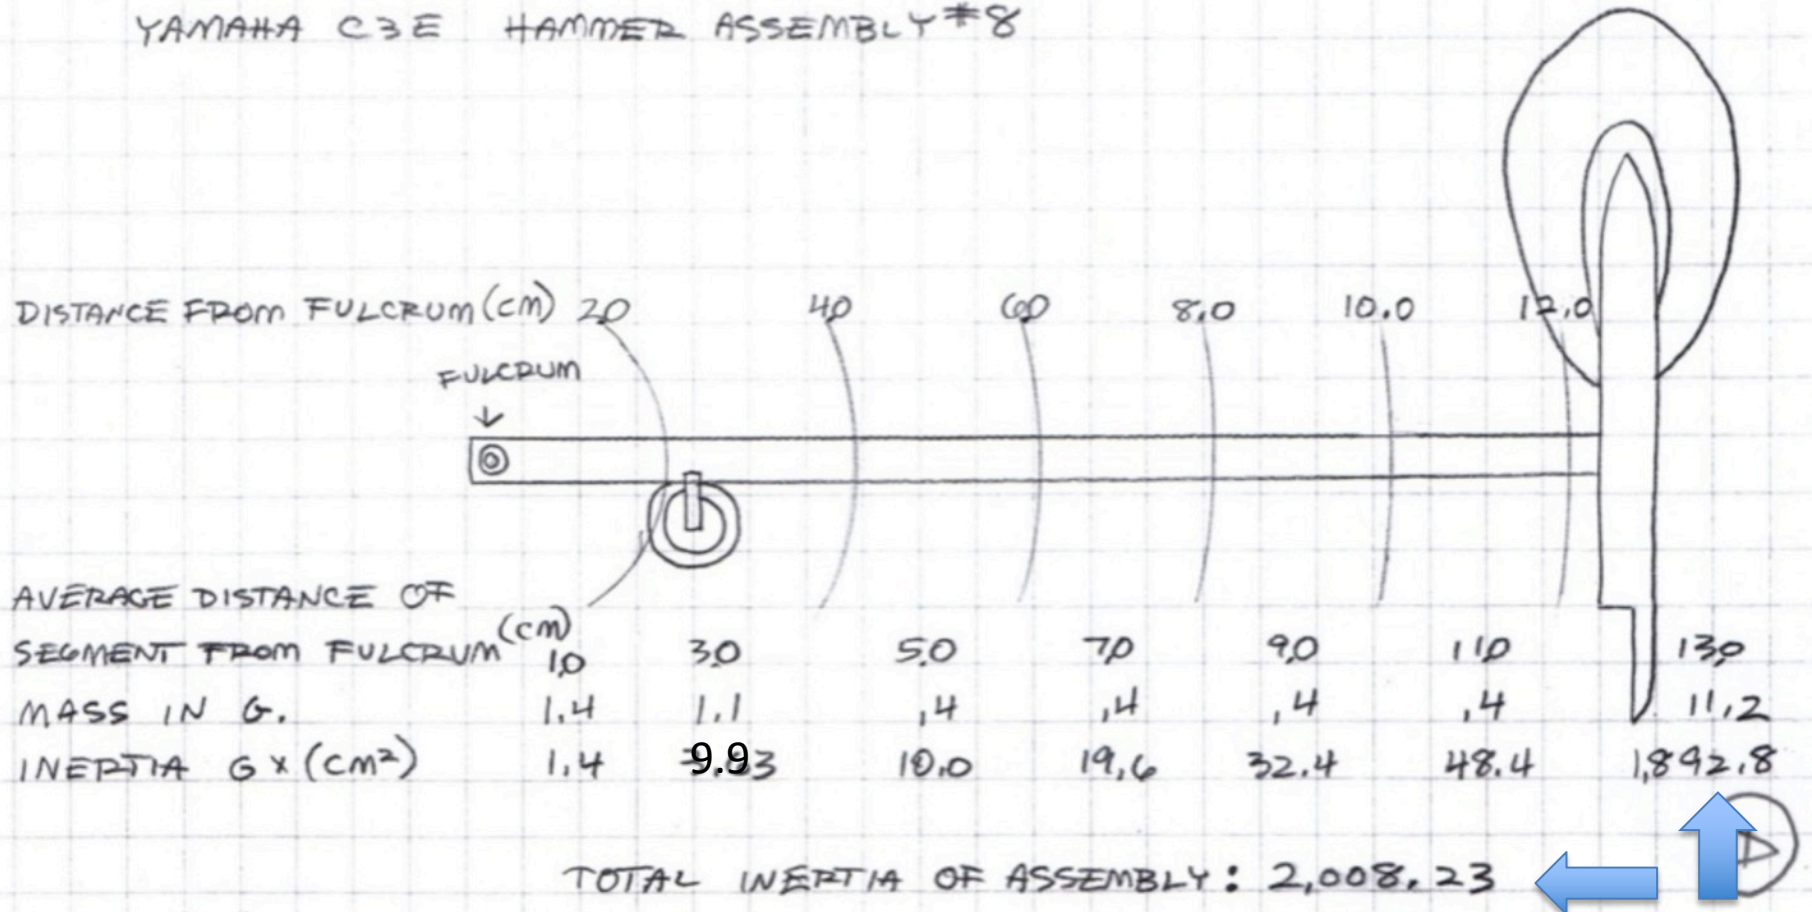 YAMAHA C3E HAMMER ASSEMBLY #8
DISTANCE FROM FULCRUM (cm) 2.0 4.0 6.0 8.0 10.0 12.0
FULCRUM
AVERAGE DISTANCE OF
SEGMENT FROM FULCRUM (cm) 1.0 3.0 5.0 7.0 9.0 11.0 13.0
MASS IN G. 1.4 1.1 .4 .4 .4 .4 11.2
INERTIA G x (cm²) 1.4 9.9 10.0 19.6 32.4 48.4 1,892.8
TOTAL INERTIA OF ASSEMBLY: 2,008.23